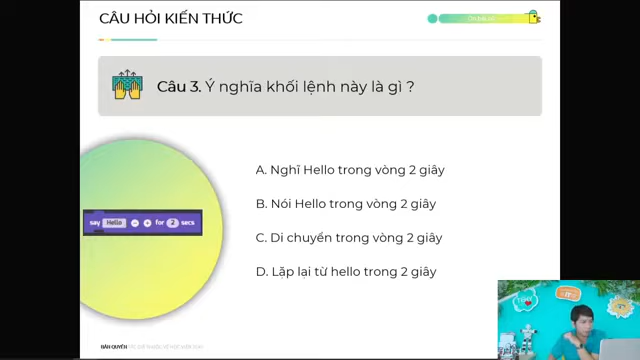 CÂU HỎI KIẾN THỨC
Câu 3. Ý nghĩa khối lệnh này là gì ?
A. Nghĩ Hello trong vòng 2 giây
B. Nói Hello trong vòng 2 giây
C. Di chuyển trong vòng 2 giây
D. Lặp lại từ hello trong 2 giây
say Hello - + for 2 secs
BẢN QUYỀN